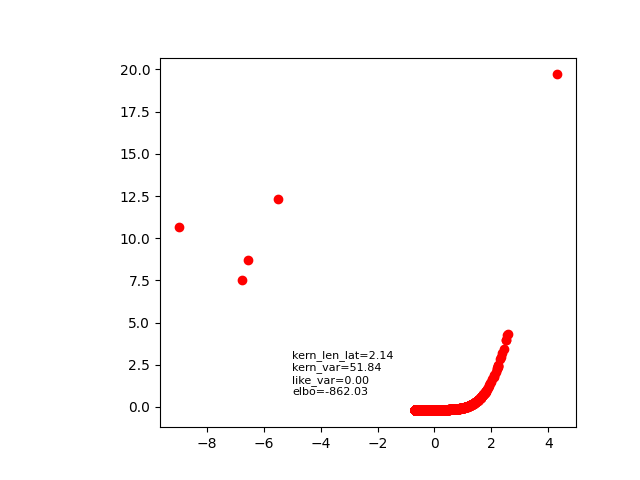 20.0
17.5
15.0
12.5
10.0
7.5
5.0
2.5
0.0
kern_len_lat=2.14
kern_var=51.84
like_var=0.00
elbo=-862.03
−8 −6 −4 −2 0 2 4